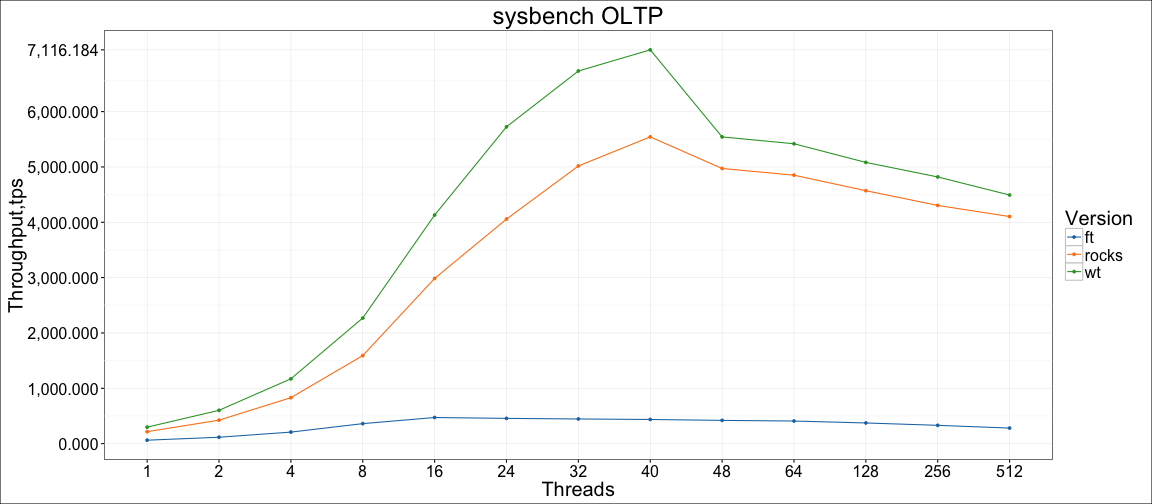 sysbench OLTP
Throughput,tps
7,116.184
6,000.000
5,000.000
4,000.000
3,000.000
2,000.000
1,000.000
0.000
1 2 4 8 16 24 32 40 48 64 128 256 512
Threads
Version
ft
rocks
wt